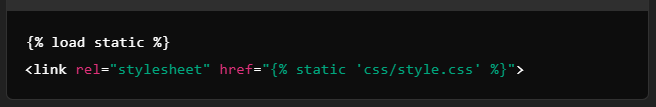 {% load static %}
<link rel="stylesheet" href="{% static 'css/style.css' %}">